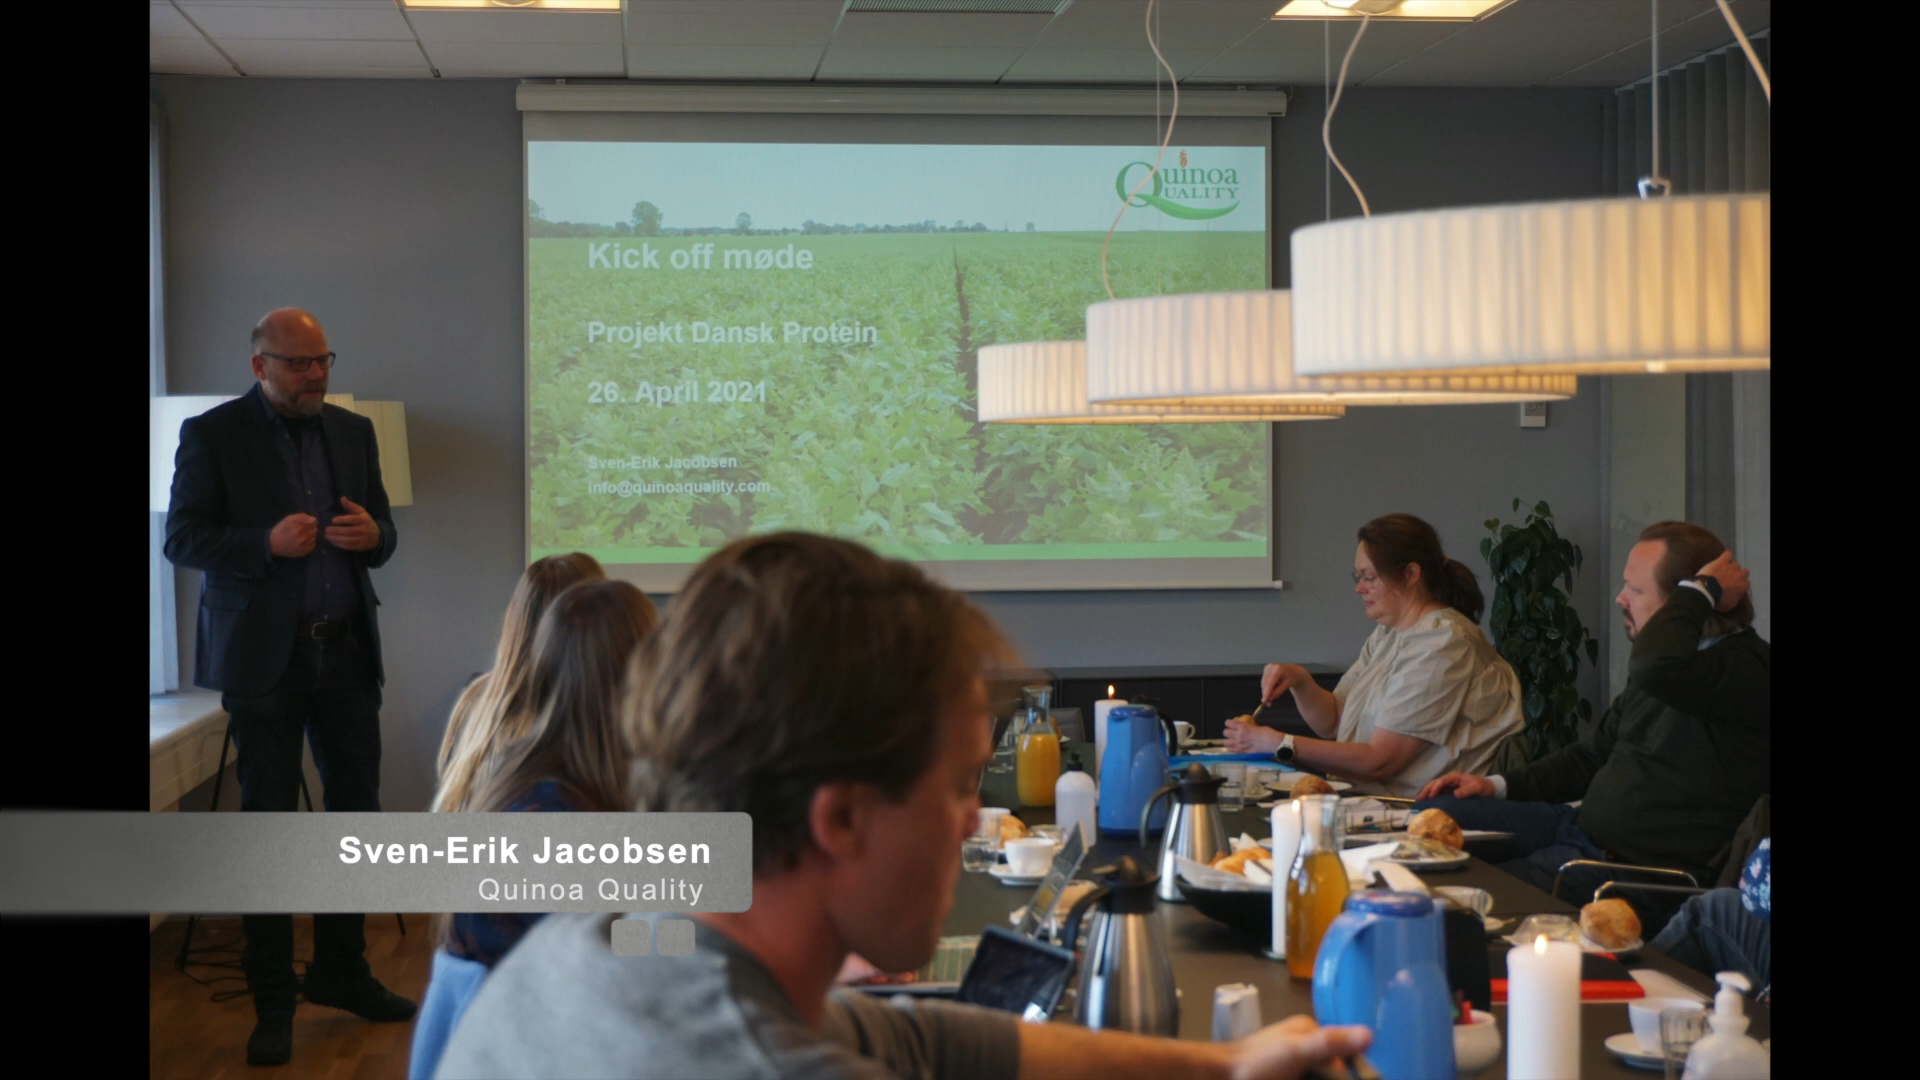 Quinoa
QUALITY
Kick off møde
Projekt Dansk Protein
26. April 2021
Sven-Erik Jacobsen
info@quinoaquality.com
Sven-Erik Jacobsen
Quinoa Quality